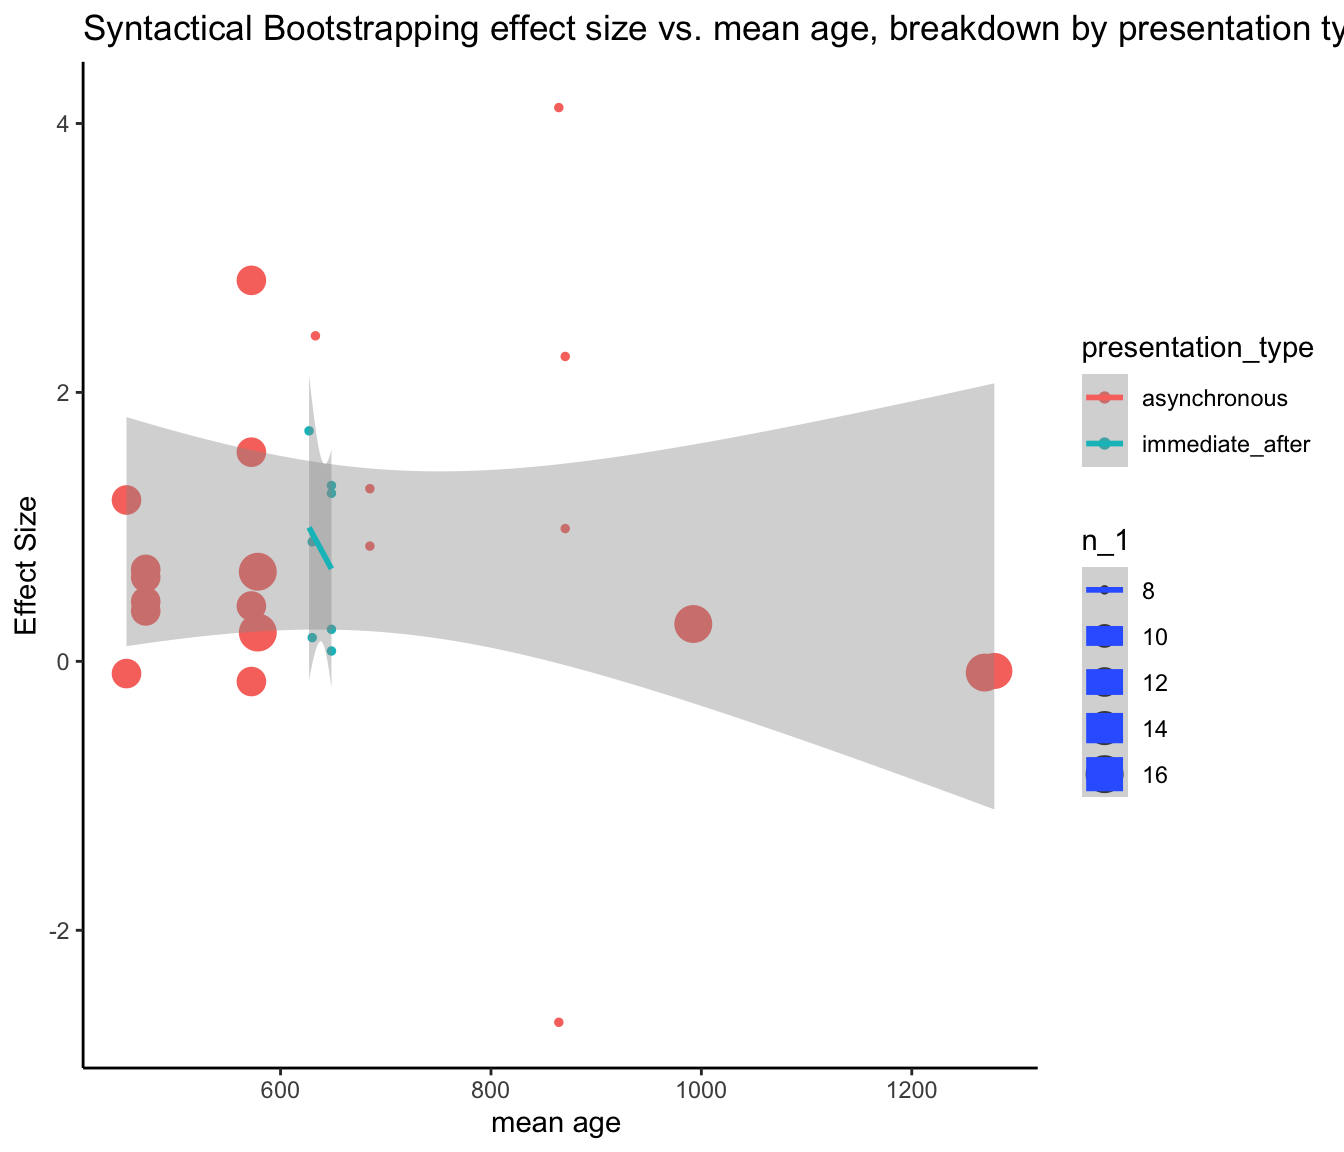 Syntactical Bootstrapping effect size vs. mean age, breakdown by presentation ty
4
2
0
-2
Effect Size
600 800 1000 1200
mean age
presentation_type
asynchronous
immediate_after
n_1
8
10
12
14
16